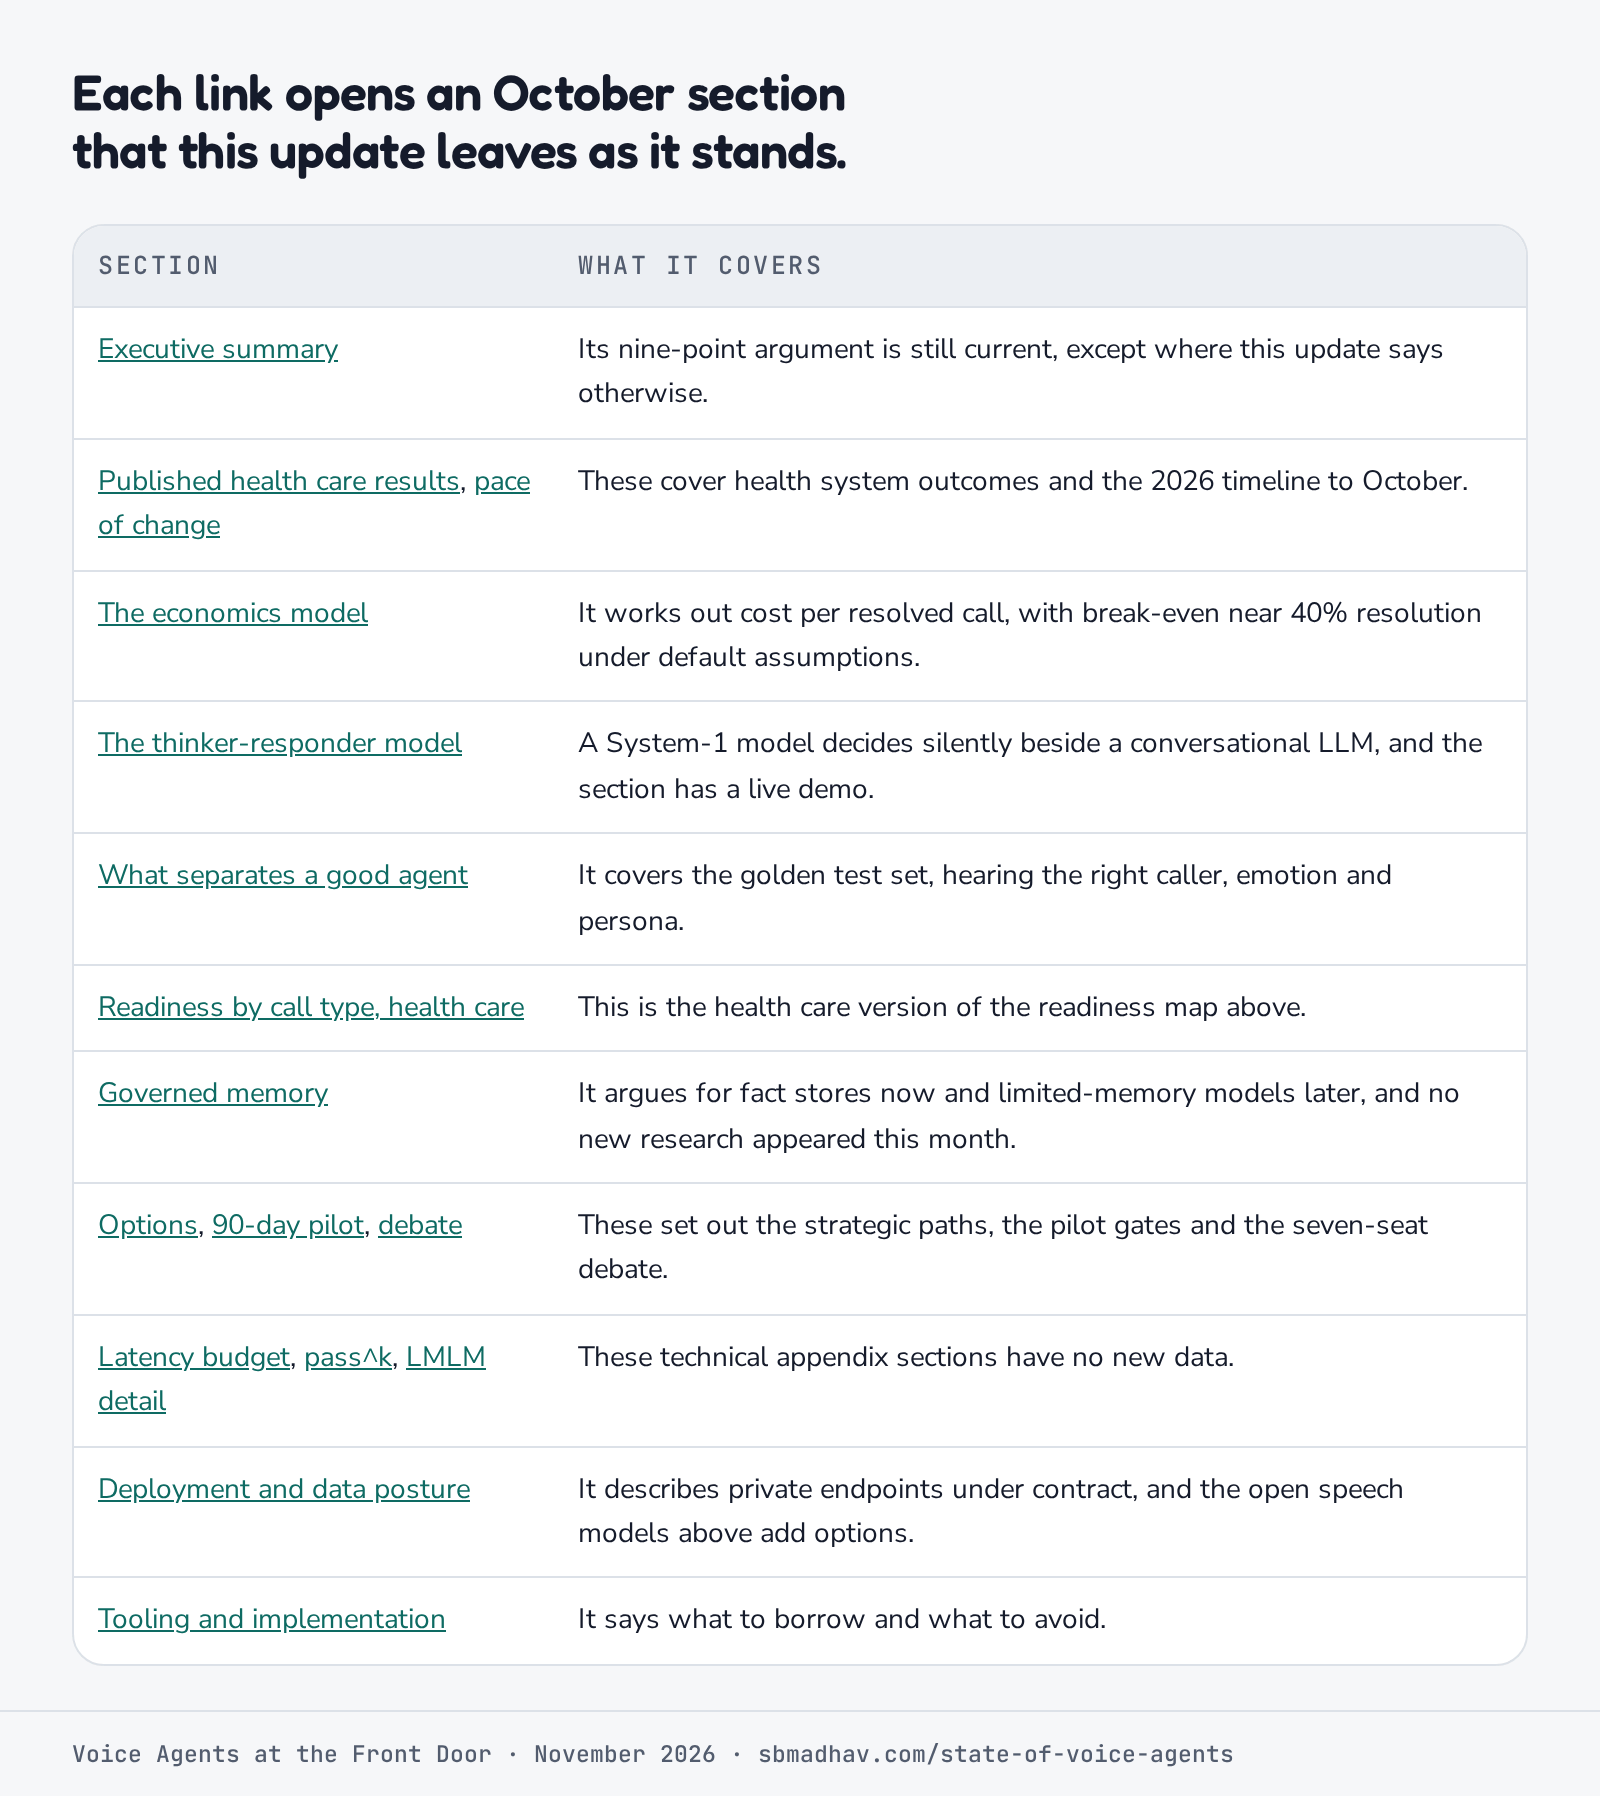 Each link opens an October section
that this update leaves as it stands.
SECTION
WHAT IT COVERS
Executive summary
Its nine-point argument is still current, except where this update says
otherwise.
Published health care results, pace
of change
These cover health system outcomes and the 2026 timeline to October.
The economics model
It works out cost per resolved call, with break-even near 40% resolution
under default assumptions.
The thinker-responder model
A System-1 model decides silently beside a conversational LLM, and the
section has a live demo.
What separates a good agent
It covers the golden test set, hearing the right caller, emotion and
persona.
Readiness by call type, health care
This is the health care version of the readiness map above.
Governed memory
It argues for fact stores now and limited-memory models later, and no
new research appeared this month.
Options, 90-day pilot, debate
These set out the strategic paths, the pilot gates and the seven-seat
debate.
Latency budget, pass^k, LMLM
detail
These technical appendix sections have no new data.
Deployment and data posture
It describes private endpoints under contract, and the open speech
models above add options.
Tooling and implementation
It says what to borrow and what to avoid.
Voice Agents at the Front Door · November 2026 · sbmadhav.com/state-of-voice-agents